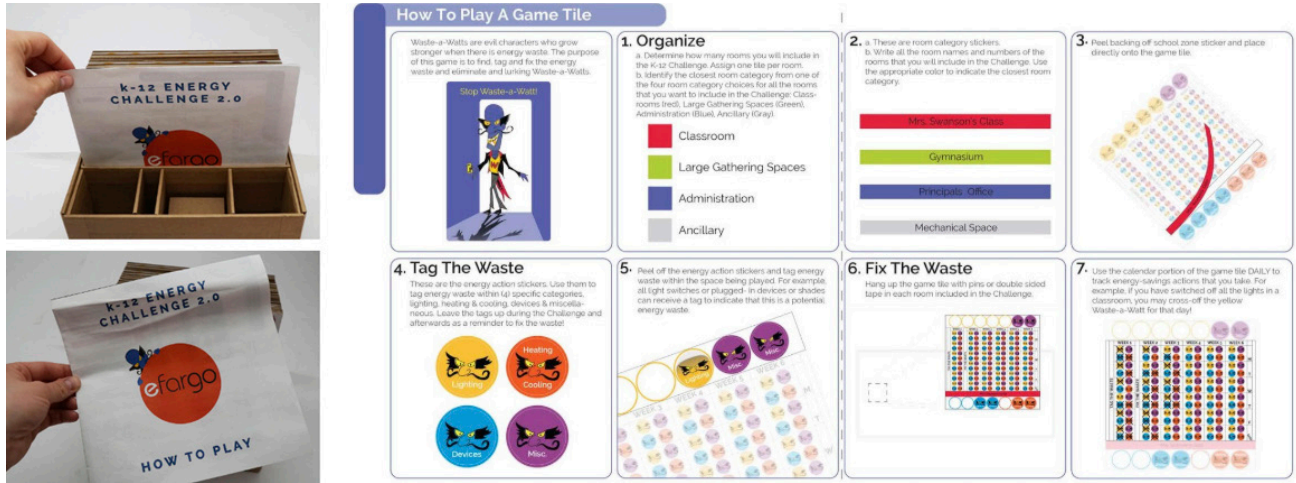 k-12 ENERGY
CHALLENGE 2.0
efargo
k-12 ENERGY
CHALLENGE 2.0
efargo
HOW TO PLAY
How To Play A Game Tile
Waste-a-Watts are evil characters who grow
stronger when there is energy waste. The purpose
of this game is to find, tag and fix the energy
waste and eliminate and lurking Waste-a-Watts.
Stop Waste-a-Watt!
1. Organize
a. Determine how many rooms you will include
in the K-12 Challenge. Assign one tile per room.
b. Identify the closest room category from one of
the four room category choices for all the rooms
that you want to include in the Challenge: Class-
rooms (red), Large Gathering Spaces (Green),
Administration (Blue), Ancillary (Gray).
Classroom
Large Gathering Spaces
Administration
Ancillary
2. a. These are room category stickers.
b. Write all the room names and numbers of the
rooms that you will include in the Challenge. Use
the appropriate color to indicate the closest room
category.
Mrs. Swanson's Class
Gymnasium
Principals Office
Mechanical Space
3. Peel backing off school zone sticker and place
directly onto the game tile.
4. Tag The Waste
These are the energy action stickers. Use them to
tag energy waste within (4) specific categories,
lighting, heating & cooling, devices & miscella-
neous. Leave the tags up during the Challenge and
afterwards as a reminder to fix the waste!
Lighting
Heating
Cooling
Devices
Misc.
5. Peel off the energy action stickers and tag energy
waste within the space being played. For example,
all light switches or plugged- in devices or shades
can receive a tag to indicate that this is a potential
energy waste.
Lighting
Misc
Misc
WEEK 3
WEEK 4
WEEK 5
WEEK 6
M
T
W
6. Fix The Waste
Hang up the game tile with pins or double sided
tape in each room included in the Challenge.
7. Use the calendar portion of the game tile DAILY to
track energy-savings actions that you take. For
example, if you have switched off all the lights in a
classroom, you may cross-off the yellow
Waste-a-Watt for that day!
TAG THE WASTE